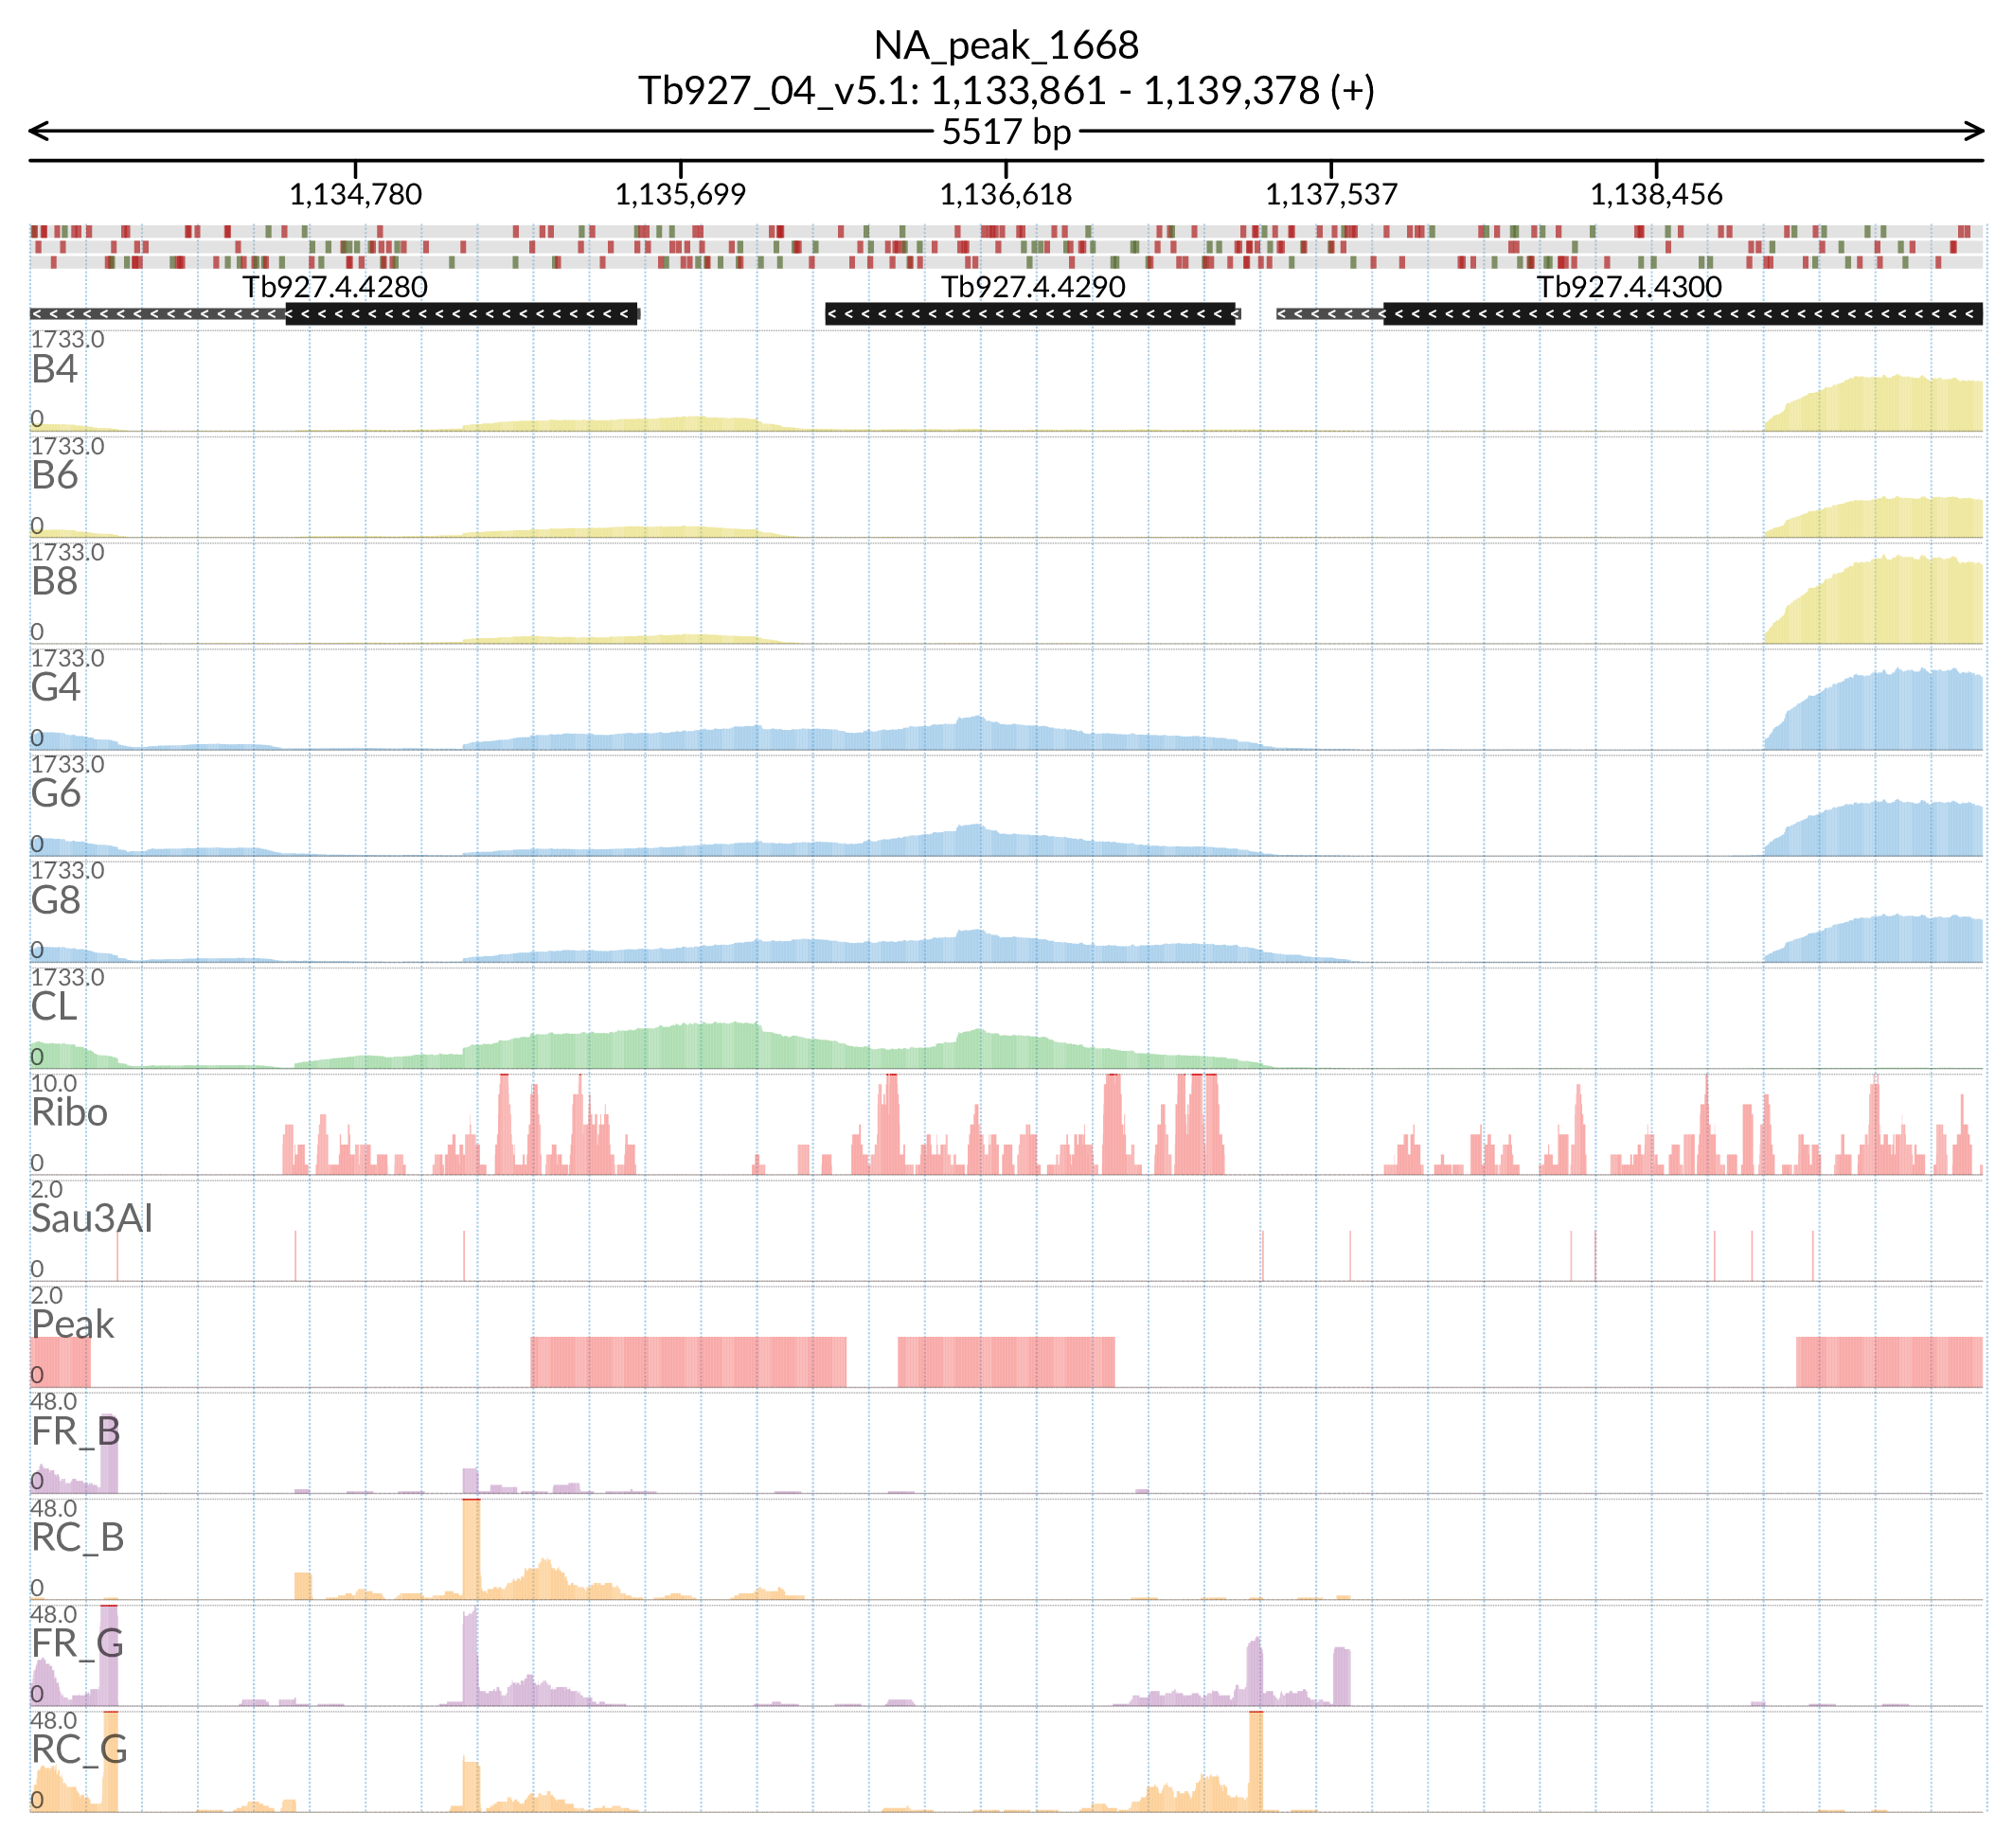 NA_peak_1668
Tb927_04_v5.1: 1,133,861 - 1,139,378 (+)
5517 bp
1,134,780 1,135,699 1,136,618 1,137,537 1,138,456
Tb927.4.4280 Tb927.4.4290 Tb927.4.4300
1733.0
B4
0
1733.0
B6
0
1733.0
B8
0
1733.0
G4
0
1733.0
G6
0
1733.0
G8
0
1733.0
CL
0
10.0
Ribo
0
2.0
Sau3AI
0
2.0
Peak
0
48.0
FR_B
0
48.0
RC_B
0
48.0
FR_G
0
48.0
RC_G
0